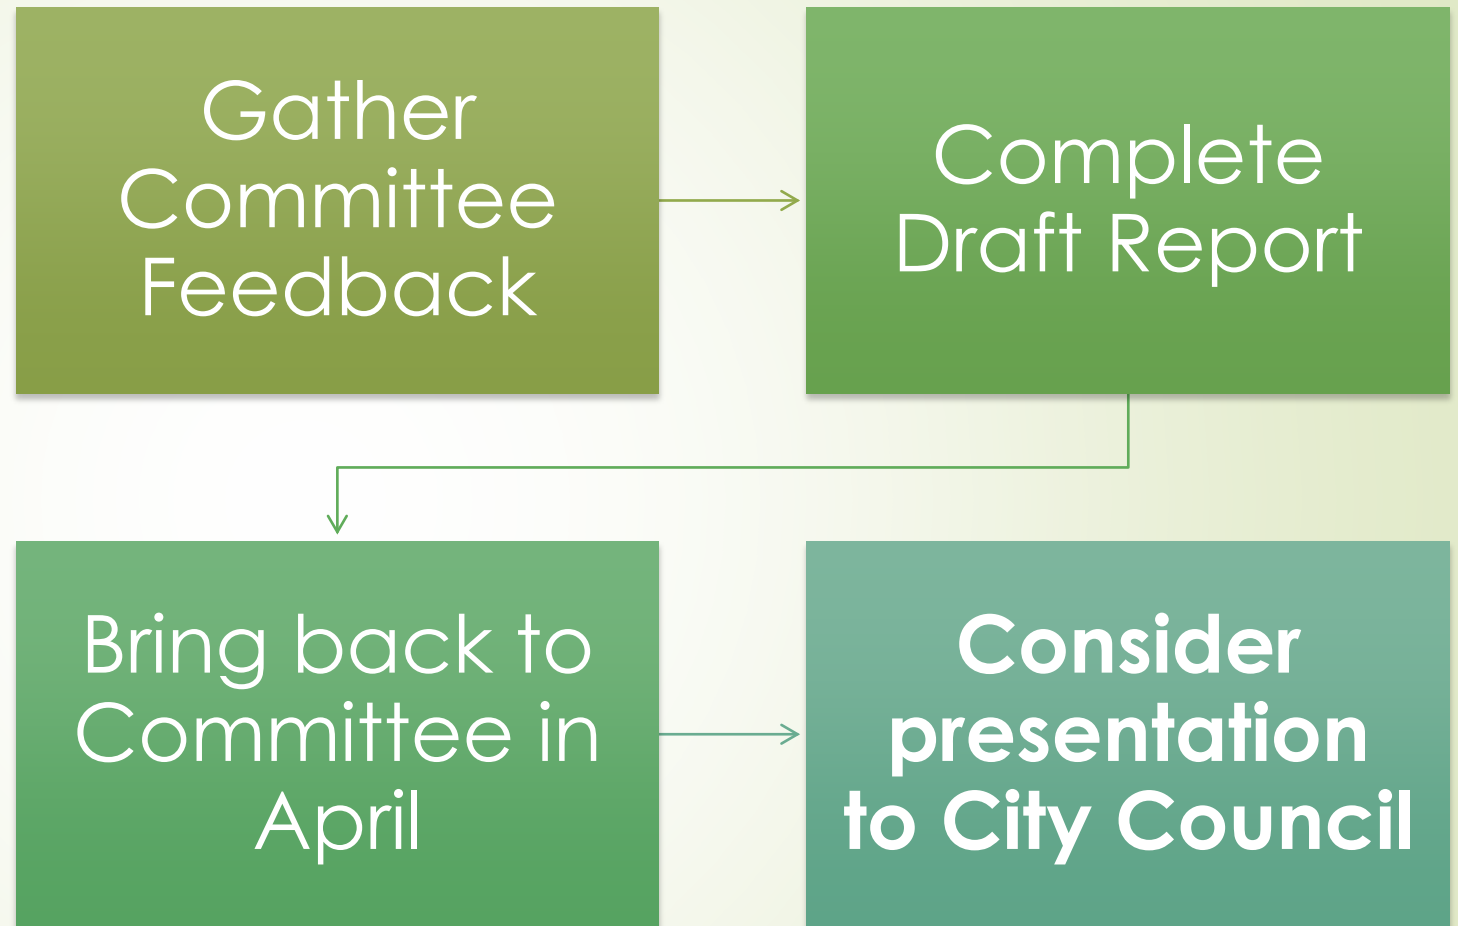 Gather
Committee
Feedback
Complete
Draft Report
Bring back to
Committee in
April
Consider
presentation
to City Council